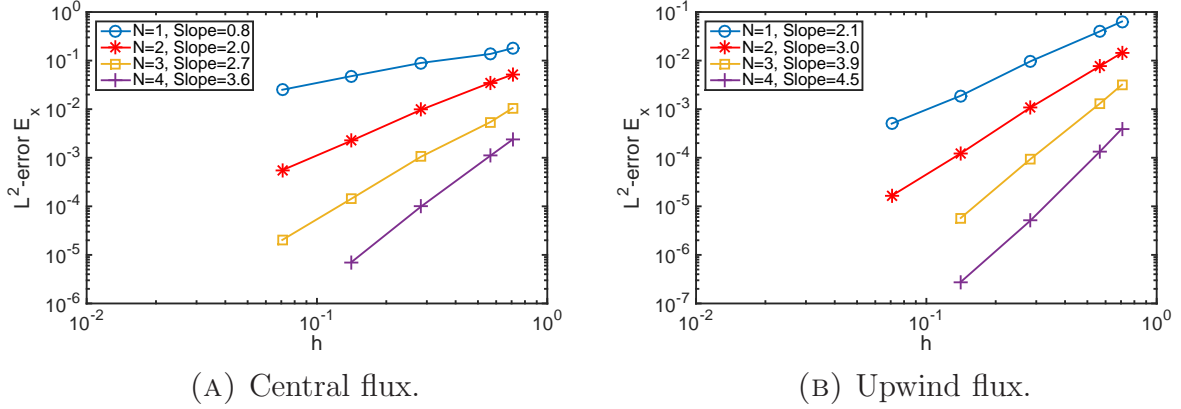 10^0
10^-1
10^-2
10^-3
10^-4
10^-5
10^-6
L^2-error E_x
N=1, Slope=0.8
N=2, Slope=2.0
N=3, Slope=2.7
N=4, Slope=3.6
10^-2 10^-1 10^0
h
(A) Central flux.
10^0
10^-1
10^-2
10^-3
10^-4
10^-5
10^-6
10^-7
L^2-error E_x
N=1, Slope=2.1
N=2, Slope=3.0
N=3, Slope=3.9
N=4, Slope=4.5
10^-2 10^-1 10^0
h
(B) Upwind flux.